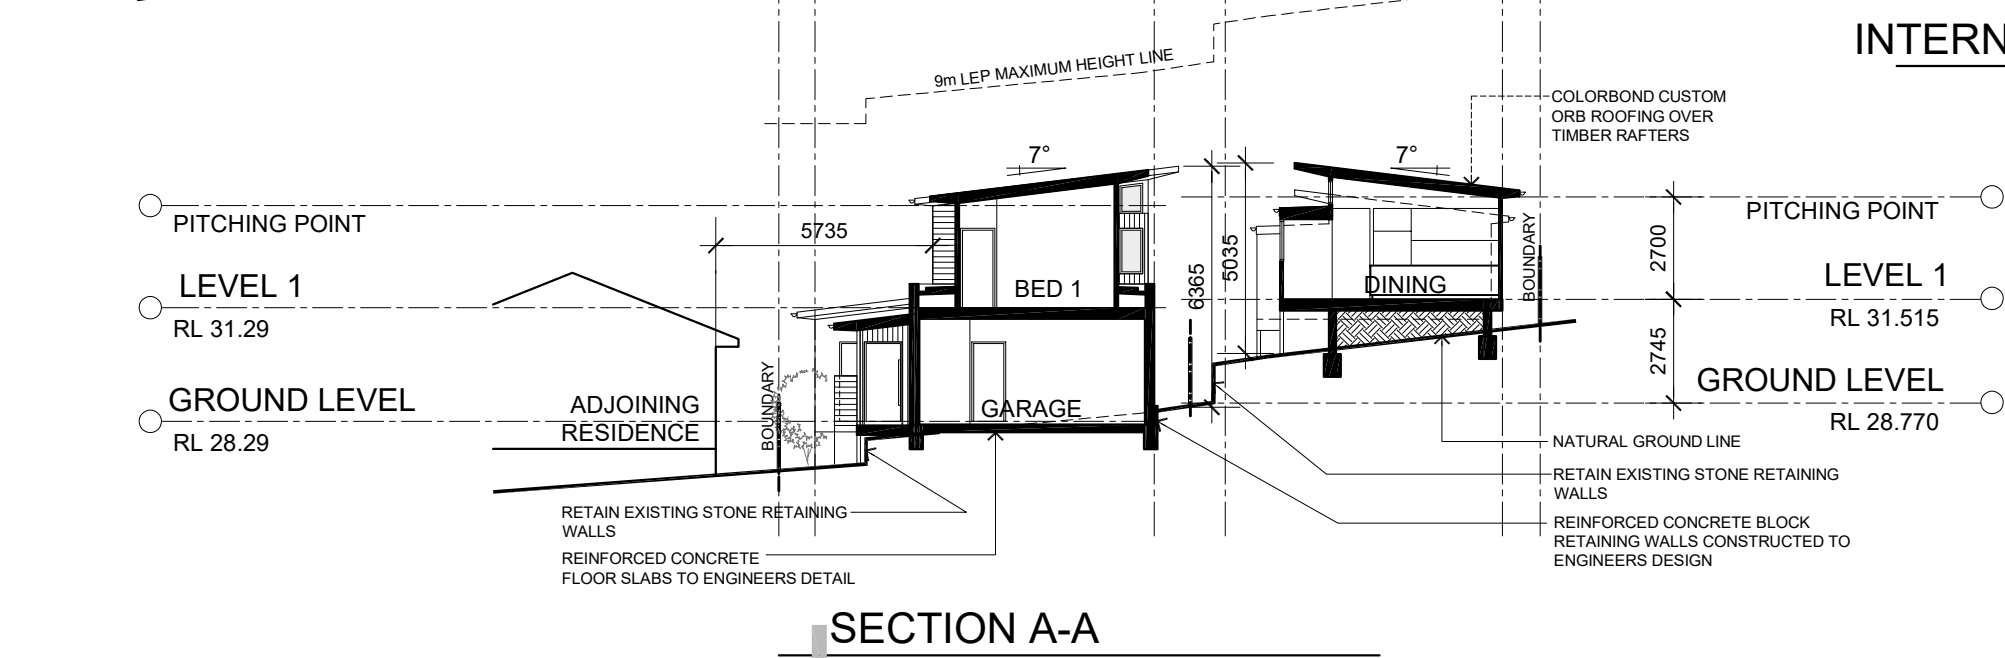 INTERN
9m LEP MAXIMUM HEIGHT LINE
COLORBOND CUSTOM
ORB ROOFING OVER
TIMBER RAFTERS
7°
7°
PITCHING POINT
PITCHING POINT
5735
5035
6365
2700
BOUNDARY
LEVEL 1
RL 31.29
BED 1
DINING
LEVEL 1
RL 31.515
2745
GROUND LEVEL
RL 28.29
ADJOINING
RESIDENCE
BOUNDARY
GARAGE
GROUND LEVEL
RL 28.770
NATURAL GROUND LINE
RETAIN EXISTING STONE RETAINING
WALLS
REINFORCED CONCRETE BLOCK
RETAINING WALLS CONSTRUCTED TO
ENGINEERS DESIGN
RETAIN EXISTING STONE RETAINING
WALLS
REINFORCED CONCRETE
FLOOR SLABS TO ENGINEERS DETAIL
SECTION A-A